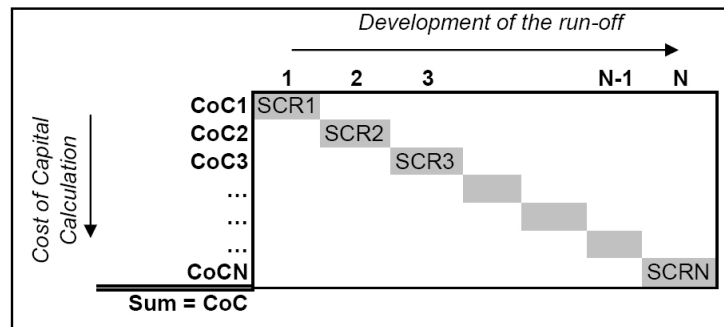 Development of the run-off
1 2 3 N-1 N
CoC1 SCR1
CoC2 SCR2
CoC3 SCR3
...
...
...
CoCN SCRN
Sum = CoC
Cost of Capital
Calculation